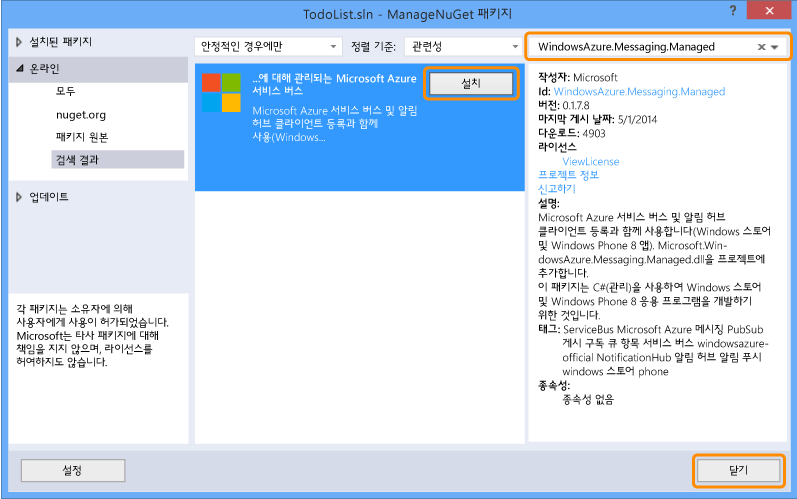 TodoList.sln - ManageNuGet 패키지
?
설치된 패키지
온라인
모두
nuget.org
패키지 원본
검색 결과
업데이트
각 패키지는 소유자에 의해
사용자에게 사용이 허가되었습니다.
Microsoft는 타사 패키지에 대해
책임을 지지 않으며, 라이선스를
허여하지도 않습니다.
안정적인 경우에만
정렬 기준:
관련성
...에 대해 관리되는 Microsoft Azure
서비스 버스
설치
Microsoft Azure 서비스 버스 및 알림
허브 클라이언트 등록과 함께
사용(Windows...
WindowsAzure.Messaging.Managed
작성자: Microsoft
Id: WindowsAzure.Messaging.Managed
버전: 0.1.7.8
마지막 게시 날짜: 5/1/2014
다운로드: 4903
라이선스
ViewLicense
프로젝트 정보
신고하기
설명:
Microsoft Azure 서비스 버스 및 알림 허브
클라이언트 등록과 함께 사용합니다(Windows 스토어
및 Windows Phone 8 앱). Microsoft.Win-
dowsAzure.Messaging.Managed.dll을 프로젝트에
추가합니다.
이 패키지는 C#(관리)을 사용하여 Windows 스토어
및 Windows Phone 8 응용 프로그램을 개발하기
위한 것입니다.
태그: ServiceBus Microsoft Azure 메시징 PubSub
게시 구독 큐 항목 서비스 버스 windowsazure-
official NotificationHub 알림 허브 알림 푸시
windows 스토어 phone
종속성:
종속성 없음
설정
닫기